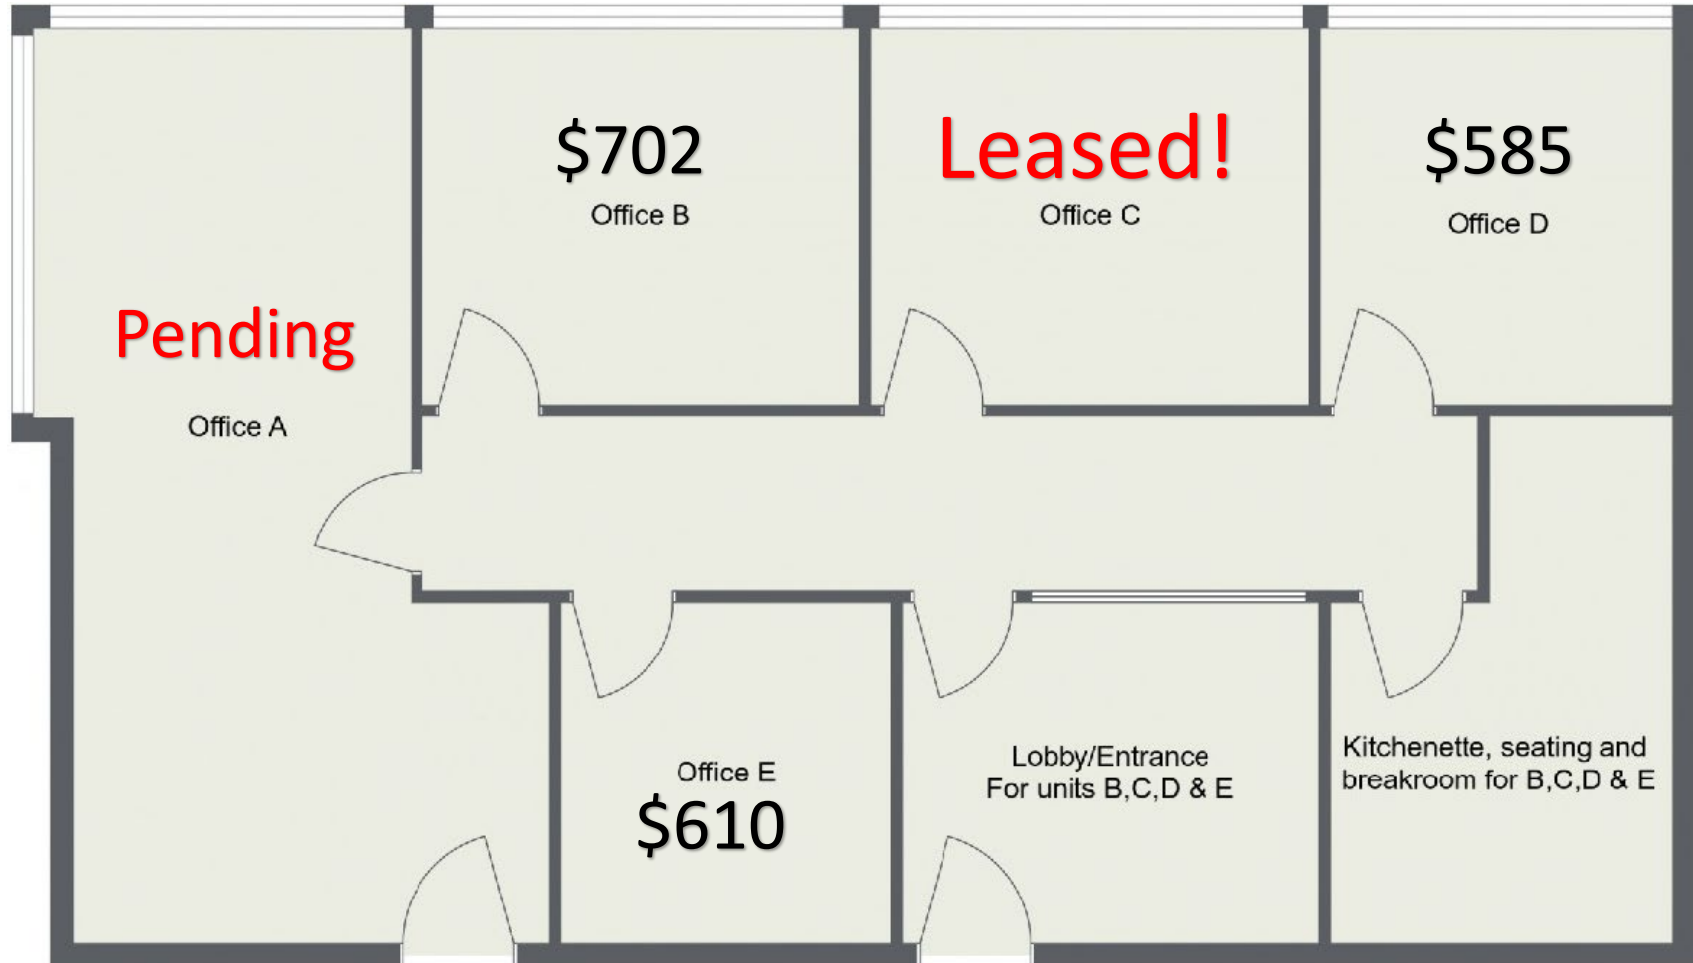 $702
Office B
Leased!
Office C
$585
Office D
Pending
Office A
Office E
$610
Lobby/Entrance
For units B,C,D & E
Kitchenette, seating and
breakroom for B,C,D & E